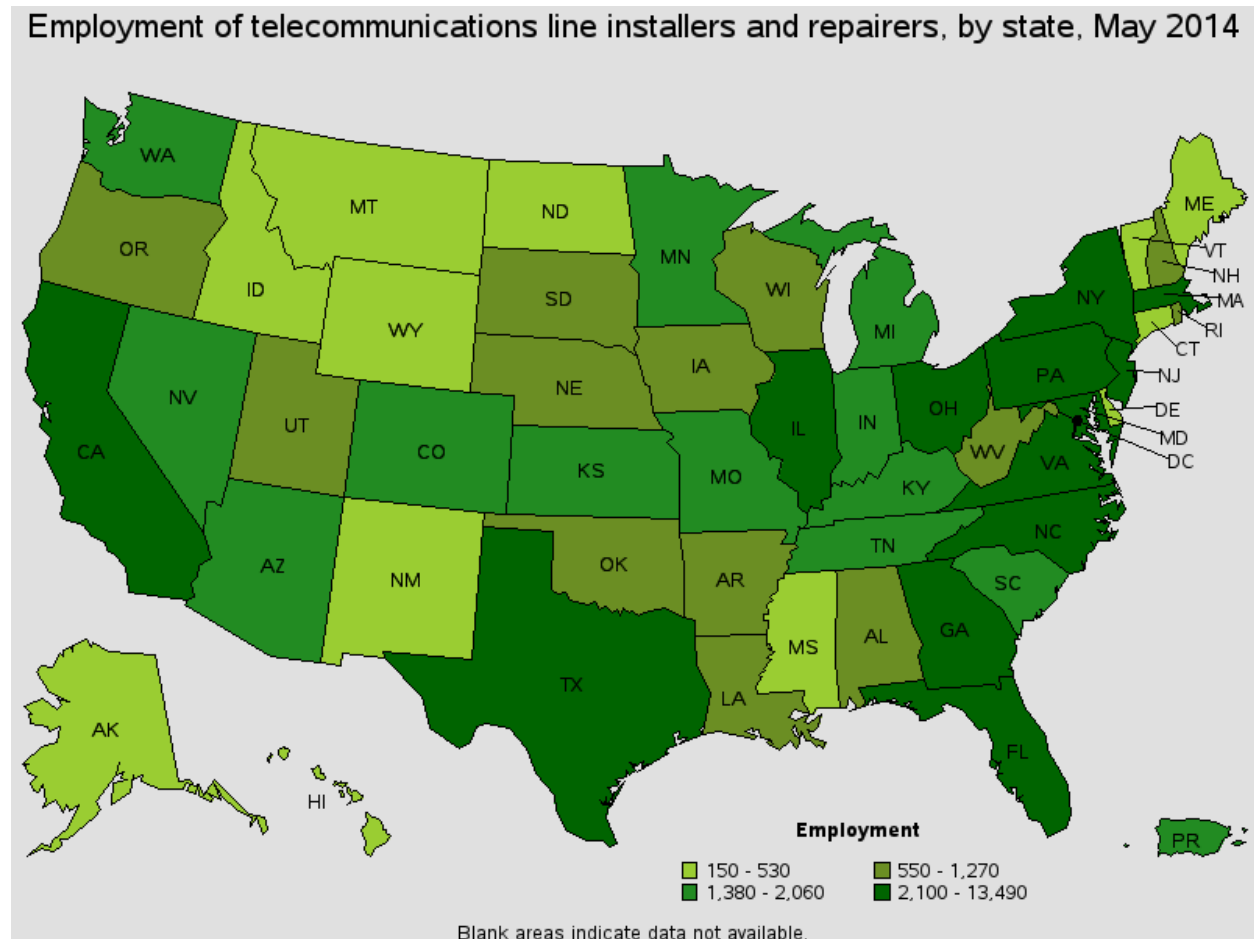 Employment of telecommunications line installers and repairers, by state, May 2014
WA
MT
ND
ME
OR
MN
VT
ID
SD
WI
NH
NY
MA
WY
MI
RI
CT
IA
NE
PA
NJ
NV
UT
OH
DE
IL
IN
CA
CO
MD
WV
VA
DC
KS
MO
KY
NC
TN
AZ
OK
NM
AR
SC
GA
MS
AL
TX
LA
AK
FL
HI
PR
Employment
150 - 530 550 - 1,270
1,380 - 2,060 2,100 - 13,490
Blank areas indicate data not available.